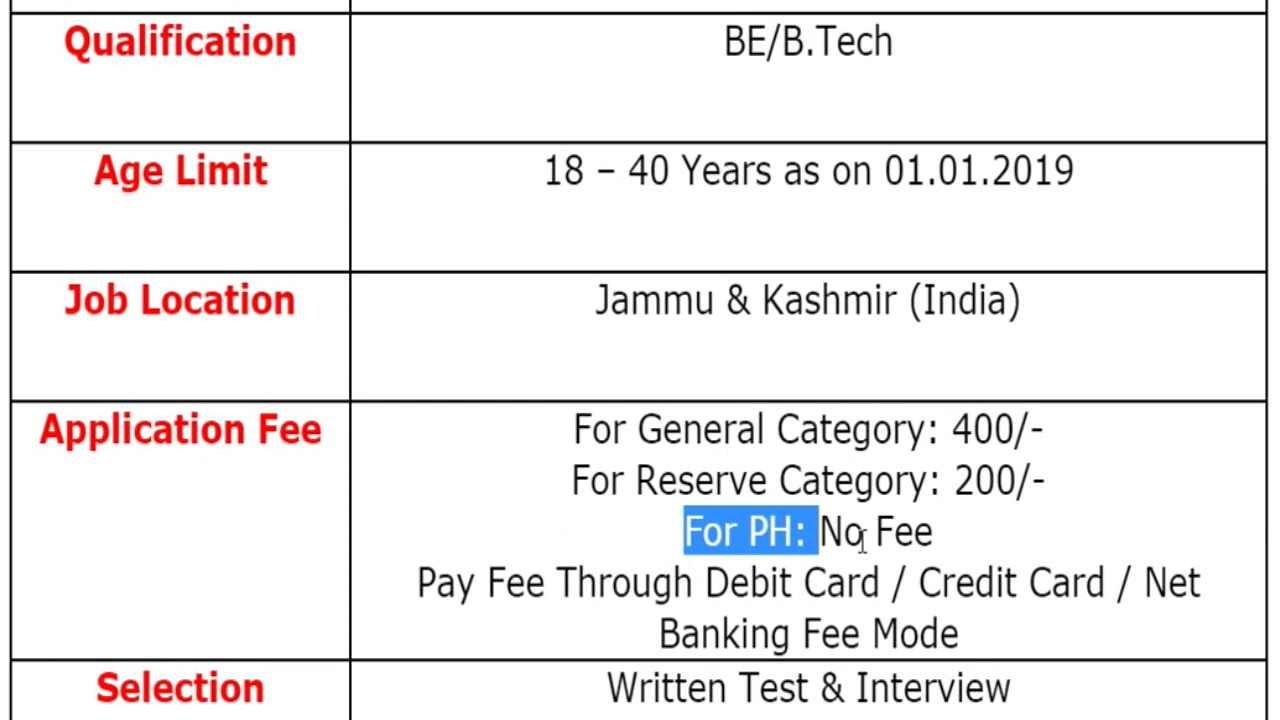 Qualification
BE/B.Tech
Age Limit
18 – 40 Years as on 01.01.2019
Job Location
Jammu & Kashmir (India)
Application Fee
For General Category: 400/-
For Reserve Category: 200/-
For PH: No Fee
Pay Fee Through Debit Card / Credit Card / Net
Banking Fee Mode
Selection
Written Test & Interview